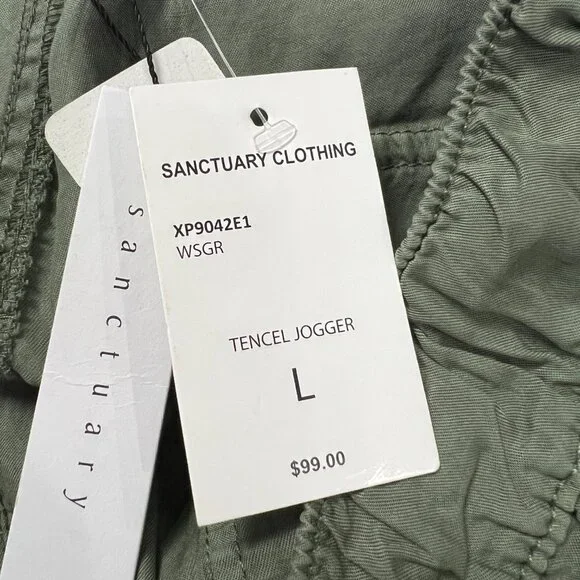 SANCTUARY CLOTHING
XP9042E1
WSGR
TENCEL JOGGER
L
$99.00
sanctuary